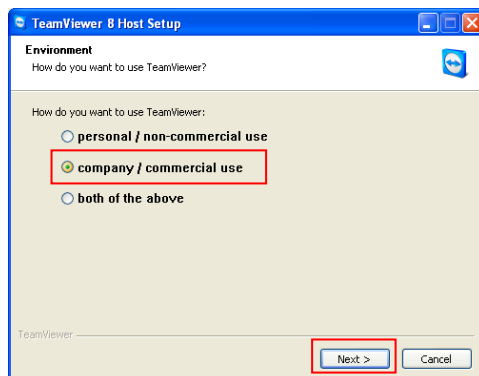 TeamViewer 8 Host Setup
Environment
How do you want to use TeamViewer?
How do you want to use TeamViewer:
personal / non-commercial use
company / commercial use
both of the above
TeamViewer
Next >
Cancel